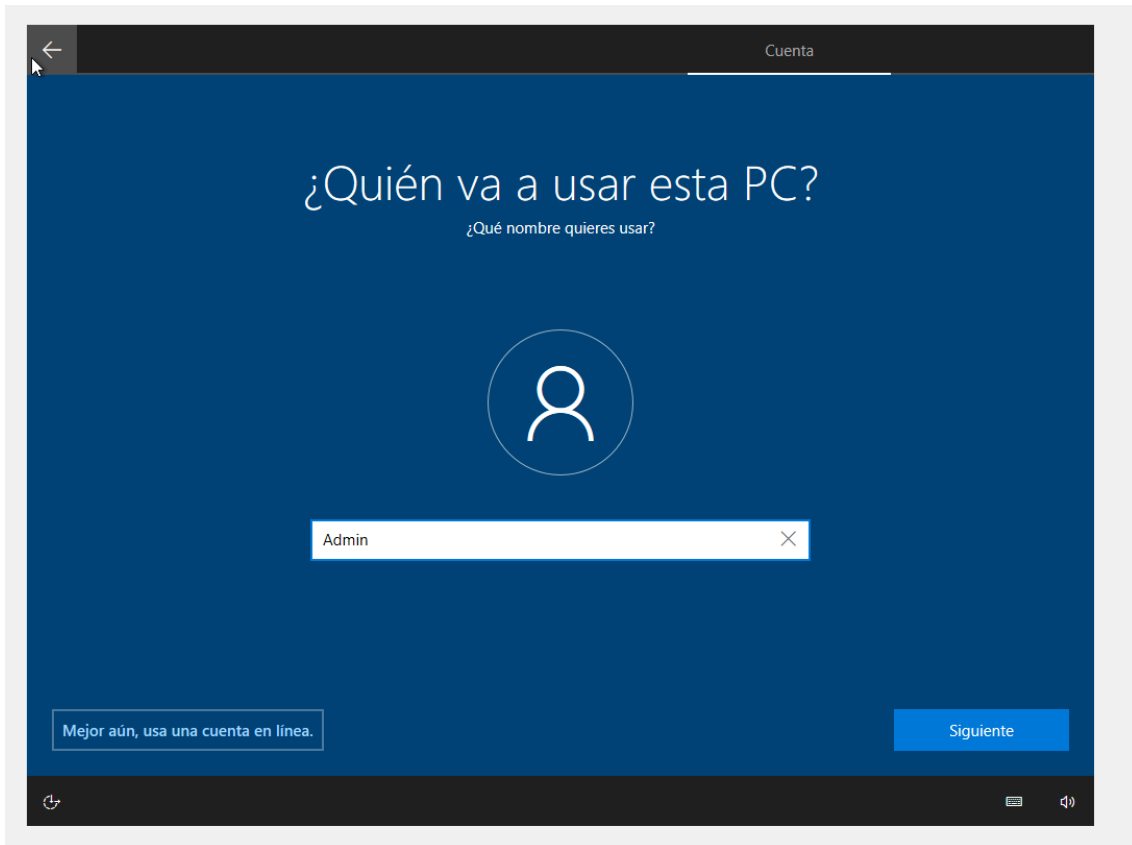 Cuenta
¿Quién va a usar esta PC?
¿Qué nombre quieres usar?
Admin
Mejor aún, usa una cuenta en línea.
Siguiente